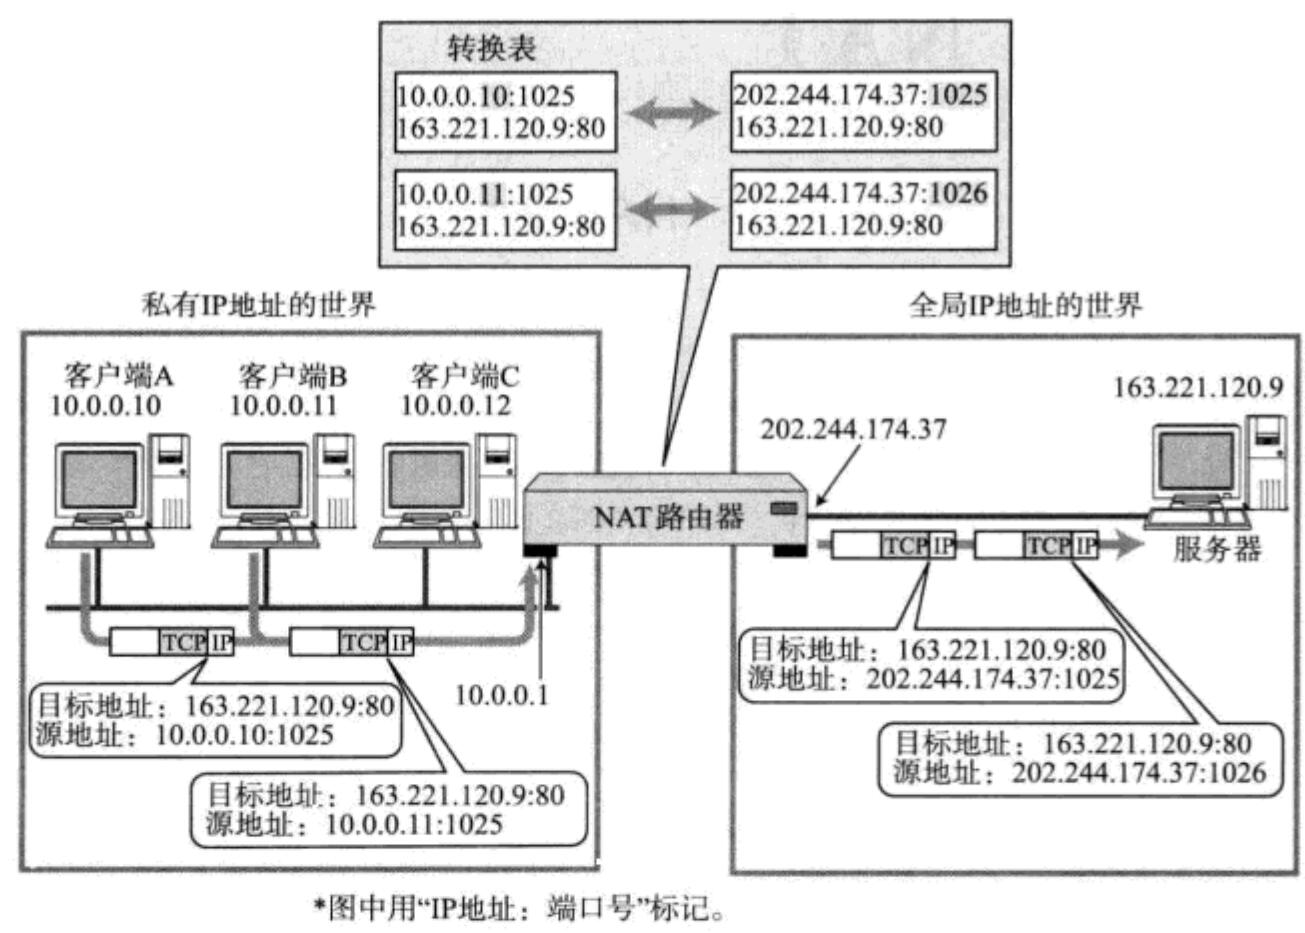 转换表
10.0.0.10:1025
163.221.120.9:80
202.244.174.37:1025
163.221.120.9:80
10.0.0.11:1025
163.221.120.9:80
202.244.174.37:1026
163.221.120.9:80
私有IP地址的世界
全局IP地址的世界
客户端A
10.0.0.10
客户端B
10.0.0.11
客户端C
10.0.0.12
163.221.120.9
202.244.174.37
NAT路由器
服务器
TCP IP
TCP IP
TCP IP
TCP IP
10.0.0.1
目标地址：163.221.120.9:80
源地址：10.0.0.10:1025
目标地址：163.221.120.9:80
源地址：10.0.0.11:1025
目标地址：163.221.120.9:80
源地址：202.244.174.37:1025
目标地址：163.221.120.9:80
源地址：202.244.174.37:1026
*图中用“IP地址：端口号”标记。